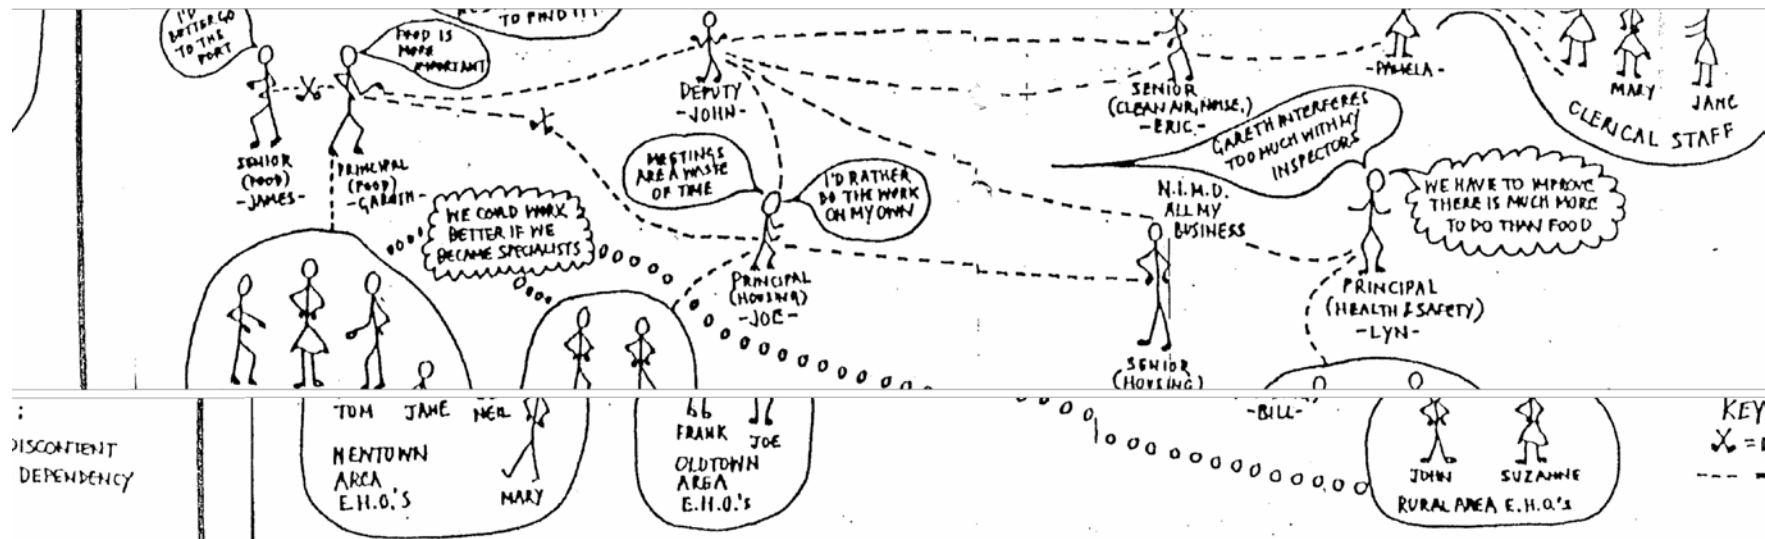 I'D
BETTER GO
TO THE
PORT
FOOD IS
MORE
IMPORTANT
TO FIND IT!
DEPUTY
-JOHN-
SENIOR
(CLEAN AIR, NOISE,)
-ERIC-
-PAMELA-
MARY
JANE
CLERICAL STAFF
SENIOR
(FOOD)
-JAMES-
PRINCIPAL
(FOOD)
-GARETH-
MEETINGS
ARE A WASTE
OF TIME
I'D RATHER
DO THE WORK
ON MY OWN
GARETH INTERFERES
TOO MUCH WITH MY
INSPECTORS
N.I.M.D.
ALL MY
BUSINESS
WE HAVE TO IMPROVE
THERE IS MUCH MORE
TO DO THAN FOOD
WE COULD WORK
BETTER IF WE
BECAME SPECIALISTS
PRINCIPAL
(HOUSING)
-JOE-
PRINCIPAL
(HEALTH & SAFETY)
-LYN-
SENIOR
(HOUSING)
-BILL-
:
DISCONTENT
DEPENDENCY
TOM JANE NEIL
NEWTOWN
AREA
E.H.O.'S
MARY
FRANK JOE
OLDTOWN
AREA
E.H.O.'s
JOHN SUZANNE
RURAL AREA E.H.O.'s
KEY
=